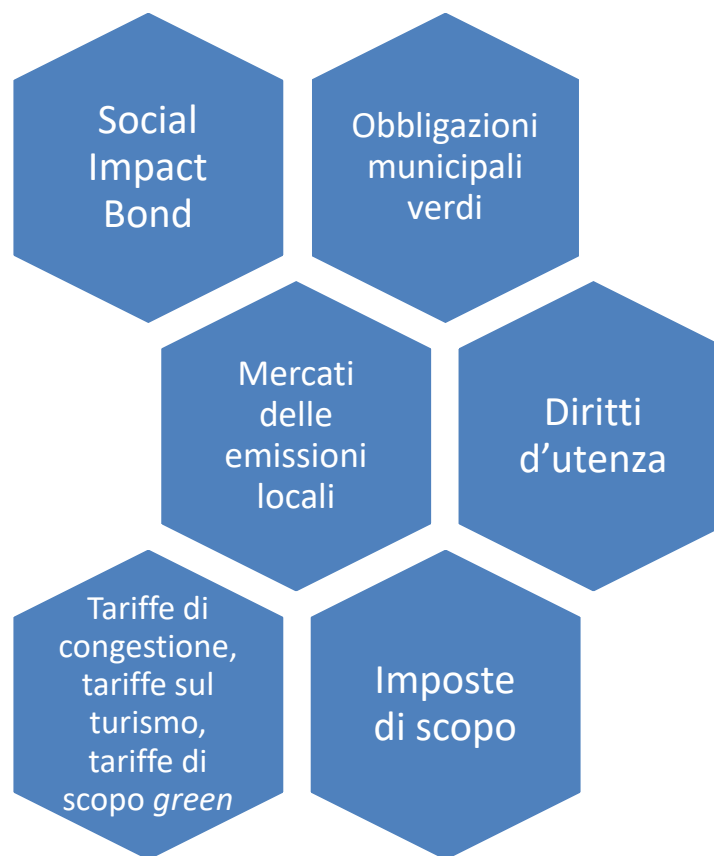 Social
Impact
Bond
Obbligazioni
municipali
verdi
Mercati
delle
emissioni
locali
Diritti
d’utenza
Tariffe di
congestione,
tariffe sul
turismo,
tariffe di
scopo green
Imposte
di scopo